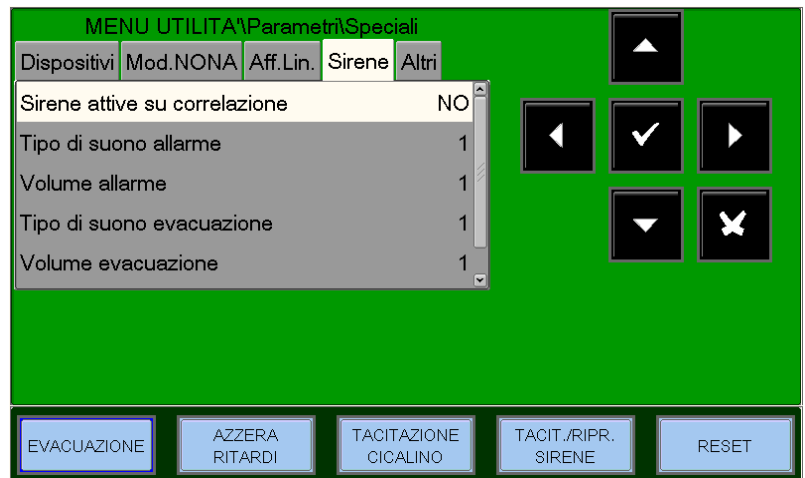 MENU UTILITA'\Parametri\Speciali
Dispositivi Mod.NONA Aff.Lin. Sirene Altri
Sirene attive su correlazione NO
Tipo di suono allarme 1
Volume allarme 1
Tipo di suono evacuazione 1
Volume evacuazione 1
EVACUAZIONE
AZZERA
RITARDI
TACITAZIONE
CICALINO
TACIT./RIPR.
SIRENE
RESET